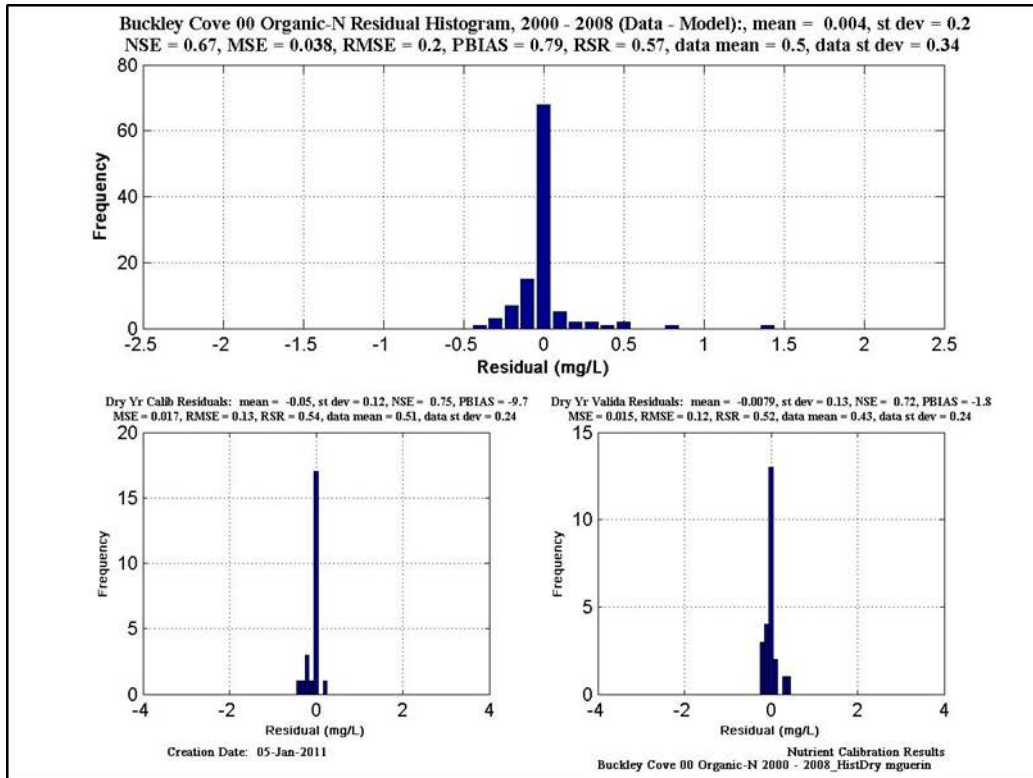 Buckley Cove 00 Organic-N Residual Histogram, 2000 - 2008 (Data - Model):, mean = 0.004, st dev = 0.2
NSE = 0.67, MSE = 0.038, RMSE = 0.2, PBIAS = 0.79, RSR = 0.57, data mean = 0.5, data st dev = 0.34
80
60
40
20
0
Frequency
-2.5 -2 -1.5 -1 -0.5 0 0.5 1 1.5 2 2.5
Residual (mg/L)
Dry Yr Calib Residuals: mean = -0.05, st dev = 0.12, NSE = 0.75, PBIAS = -9.7
MSE = 0.017, RMSE = 0.13, RSR = 0.54, data mean = 0.51, data st dev = 0.24
20
15
10
5
0
Frequency
-4 -2 0 2 4
Residual (mg/L)
Dry Yr Valida Residuals: mean = -0.0079, st dev = 0.13, NSE = 0.72, PBIAS = -1.8
MSE = 0.015, RMSE = 0.12, RSR = 0.52, data mean = 0.43, data st dev = 0.24
15
10
5
0
Frequency
-4 -2 0 2 4
Residual (mg/L)
Creation Date: 05-Jan-2011
Nutrient Calibration Results
Buckley Cove 00 Organic-N 2000 - 2008_HistDry mguerin